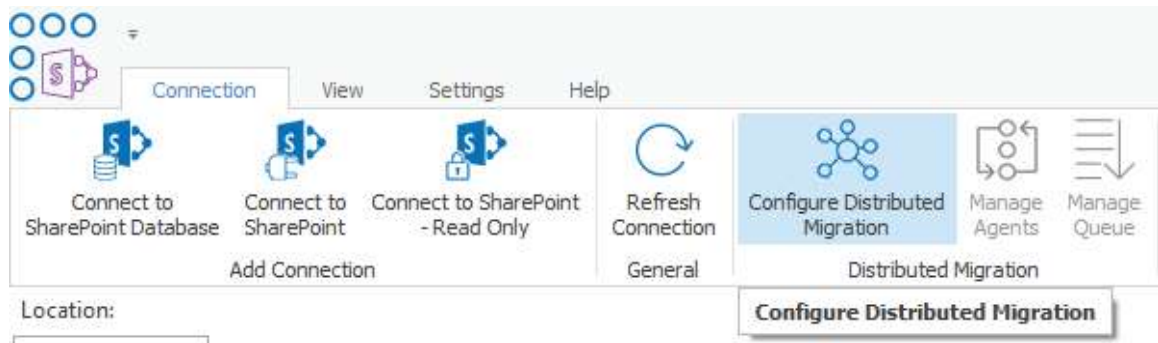 S
Connection View Settings Help
S S S
Connect to Connect to Connect to SharePoint Refresh Configure Distributed Manage Manage
SharePoint Database SharePoint - Read Only Connection Migration Agents Queue
Add Connection General Distributed Migration
Location:
Configure Distributed Migration